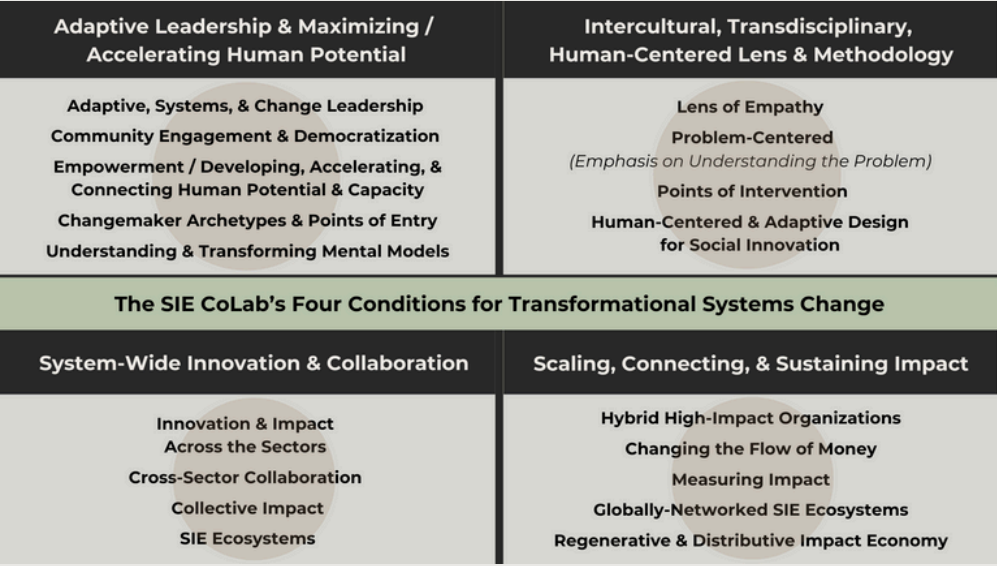 Adaptive Leadership & Maximizing /
Accelerating Human Potential
Adaptive, Systems, & Change Leadership
Community Engagement & Democratization
Empowerment / Developing, Accelerating, &
Connecting Human Potential & Capacity
Changemaker Archetypes & Points of Entry
Understanding & Transforming Mental Models
Intercultural, Transdisciplinary,
Human-Centered Lens & Methodology
Lens of Empathy
Problem-Centered
(Emphasis on Understanding the Problem)
Points of Intervention
Human-Centered & Adaptive Design
for Social Innovation
The SIE CoLab’s Four Conditions for Transformational Systems Change
System-Wide Innovation & Collaboration
Innovation & Impact
Across the Sectors
Cross-Sector Collaboration
Collective Impact
SIE Ecosystems
Scaling, Connecting, & Sustaining Impact
Hybrid High-Impact Organizations
Changing the Flow of Money
Measuring Impact
Globally-Networked SIE Ecosystems
Regenerative & Distributive Impact Economy